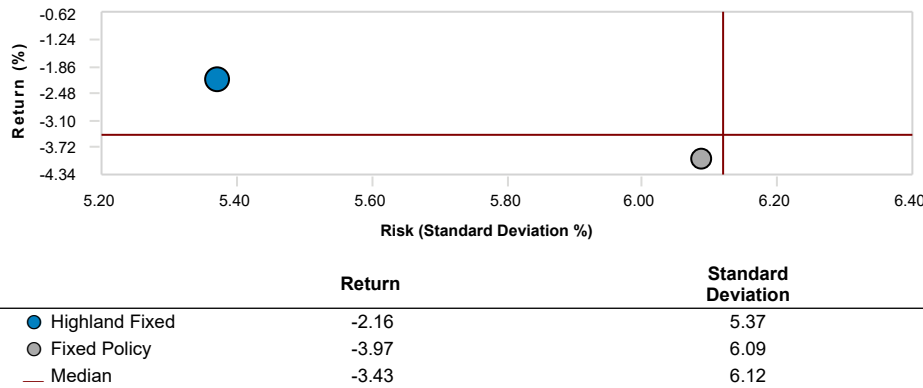 -0.62
-1.24
-1.86
-2.48
-3.10
-3.72
-4.34
Return (%)
5.20 5.40 5.60 5.80 6.00 6.20 6.40
Risk (Standard Deviation %)
Return Standard
Deviation
Highland Fixed -2.16 5.37
Fixed Policy -3.97 6.09
Median -3.43 6.12